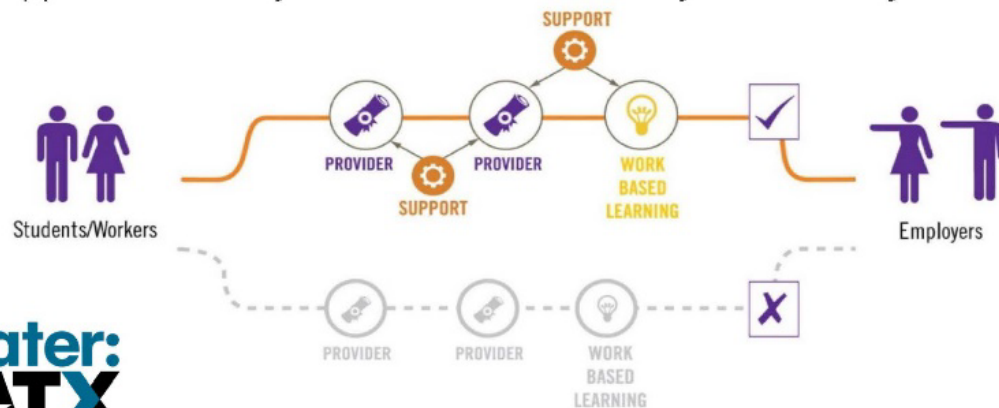 SUPPORT
PROVIDER
PROVIDER
WORK
BASED
LEARNING
SUPPORT
Students/Workers
Employers
PROVIDER
PROVIDER
WORK
BASED
LEARNING